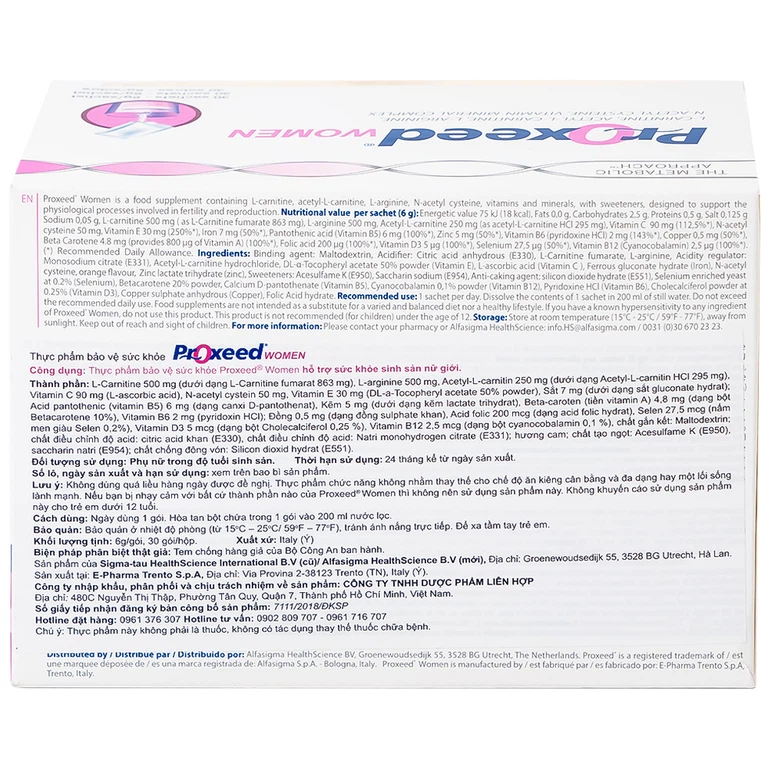 30 sachets
6g/sachet
L-CARNITINE, ACETYL L-CARNITINE, L-ARGININE,
N-ACETYL CYSTEINE, VITAMIN MINERAL COMPLEX
Proxeed® WOMEN
THE METABOLIC
APPROACH™
EN Proxeed® Women is a food supplement containing L-carnitine, acetyl-L-carnitine, L-arginine, N-acetyl cysteine, vitamins and minerals, with sweeteners, designed to support the
physiological processes involved in fertility and reproduction. Nutritional value per sachet (6 g): Energetic value 75 kJ (18 kcal), Fats 0,0 g, Carbohydrates 2,5 g, Proteins 0,5 g, Salt 0,125 g
Sodium 0,05 g, L-carnitine 500 mg ( as L-Carnitine fumarate 863 mg), L-arginine 500 mg, Acetyl-carnitine 250 mg (as acetyl-L-carnitine HCl 295 mg), Vitamin C 90 mg (112,5%*), N-acetyl
cysteine 50 mg, Vitamin E 30 mg (250%*), Iron 7 mg (50%*), Pantothenic acid (Vitamin B5) 6 mg (100%*), Zinc 5 mg (50%*), Vitamin B6 (pyridoxine HCl) 2 mg (143%*), Copper 0,5 mg (50%*),
Beta Carotene 4.8 mg (provides 800 µg of Vitamin A) (100%*), Folic acid 200 µg (100%*), Vitamin D3 5 µg (100%*), Selenium 27,5 µg (50%*), Vitamin B12 (Cyanocobalamin) 2,5 µg (100%*).
(*) Recommended Daily Allowance. Ingredients: Binding agent: Maltodextrin, Acidifier: Citric acid anhydrous (E330), L-Carnitine fumarate, L-arginine, Acidity regulator:
Monosodium citrate (E331), Acetyl-L-carnitine hydrochloride, DL-α-Tocopheryl acetate 50% powder (Vitamin E), L-ascorbic acid (Vitamin C ), Ferrous gluconate hydrate (Iron), N-acetyl
cysteine, orange flavour, Zinc lactate trihydrate (zinc), Sweeteners: Acesulfame K (E950), Saccharin sodium (E954), Anti-caking agent: silicon dioxide hydrate (E551), Selenium enriched yeast
at 0.2% (Selenium), Betacarotene 20% powder, Calcium D-pantothenate (Vitamin B5), Cyanocobalamin 0,1% powder (Vitamin B12), Pyridoxine HCl (Vitamin B6), Cholecalciferol powder at
0.25% (Vitamin D3), Copper sulphate anhydrous (Copper), Folic Acid hydrate. Recommended use: 1 sachet per day. Dissolve the contents of 1 sachet in 200 ml of still water. Do not exceed
the recommended daily use. Food supplements are not intended as a substitute for a varied and balanced diet nor a healthy lifestyle. If you have a known hypersensitivity to any ingredient
of Proxeed® Women, do not use this product. This product is not recommended (for children) under the age of 12. Storage: Store at room temperature (15°C - 25°C / 59°F - 77°F), away from
sunlight. Keep out of reach and sight of children. For more information: Please contact your pharmacy or Alfasigma HealthScience: info.HS@alfasigma.com / 0031 (0)30 670 23 23.
Thực phẩm bảo vệ sức khỏe Proxeed® WOMEN
Công dụng: Thực phẩm bảo vệ sức khỏe Proxeed® Women hỗ trợ sức khỏe sinh sản nữ giới.
Thành phần: L-Carnitine 500 mg (dưới dạng L-Carnitine fumarat 863 mg), L-arginine 500 mg, Acetyl-L-carnitin 250 mg (dưới dạng Acetyl-L-carnitin HCl 295 mg),
Vitamin C 90 mg (L-ascorbic acid), N-acetyl cystein 50 mg, Vitamin E 30 mg (DL-a-Tocopheryl acetate 50% powder), Sắt 7 mg (dưới dạng sắt gluconate hydrat);
Acid pantothenic (vitamin B5) 6 mg (dạng canxi D-pantothenat), Kẽm 5 mg (dưới dạng kẽm lactate trihydrat), Beta-caroten (tiền vitamin A) 4,8 mg (dạng bột
Betacarotene 10%), Vitamin B6 2 mg (pyridoxin HCl); Đồng 0,5 mg (dạng đồng sulphate khan), Acid folic 200 mcg (dạng acid folic hydrat), Selen 27,5 mcg (nấm
men giàu Selen 0,2%), Vitamin D3 5 mcg (dạng bột Cholecalciferol 0,25 %), Vitamin B12 2,5 mcg (dạng bột cyanocobalamin 0,1 %), chất gắn kết: Maltodextrin;
chất điều chỉnh độ acid: citric acid khan (E330), chất điều chỉnh độ acid: Natri monohydrogen citrate (E331); hương cam; chất tạo ngọt: Acesulfame K (E950),
saccharin natri (E954); chất chống đông vón: Silicon dioxid hydrat (E551).
Đối tượng sử dụng: Phụ nữ trong độ tuổi sinh sản. Thời hạn sử dụng: 24 tháng kể từ ngày sản xuất.
Số lô, ngày sản xuất và hạn sử dụng: xem trên bao bì sản phẩm.
Lưu ý: Không dùng quá liều hàng ngày được đề nghị. Thực phẩm chức năng không nhằm thay thế cho chế độ ăn kiêng cân bằng và đa dạng hay một lối sống
lành mạnh. Nếu bạn bị nhạy cảm với bất cứ thành phần nào của Proxeed® Women thì không nên sử dụng sản phẩm này. Không khuyến cáo sử dụng sản phẩm
này cho trẻ em dưới 12 tuổi.
Cách dùng: Ngày dùng 1 gói. Hòa tan bột chứa trong 1 gói vào 200 ml nước lọc.
Bảo quản: Bảo quản ở nhiệt độ phòng (từ 15°C – 25°C/ 59°F – 77°F), tránh ánh nắng trực tiếp. Để xa tầm tay trẻ em.
Khối lượng tịnh: 6g/gói, 30 gói/hộp. Xuất xứ: Italy (Ý)
Biện pháp phân biệt thật giả: Tem chống hàng giả của Bộ Công An ban hành.
Sản phẩm của Sigma-tau HealthScience International B.V (cũ)/ Alfasigma HealthScience B.V (mới), Địa chỉ: Groenewoudsedijk 55, 3528 BG Utrecht, Hà Lan.
Sản xuất tại: E-Pharma Trento S.p.A, Địa chỉ: Via Provina 2-38123 Trento (TN), Italy (Ý).
Công ty nhập khẩu, phân phối và chịu trách nhiệm về sản phẩm: CÔNG TY TNHH DƯỢC PHẨM LIÊN HỢP
Địa chỉ: 480C Nguyễn Thị Thập, Phường Tân Quy, Quận 7, Thành phố Hồ Chí Minh, Việt Nam.
Số giấy tiếp nhận đăng ký bản công bố sản phẩm: 7111/2018/ĐKSP
Hotline đặt hàng: 0961 376 307 Hotline tư vấn: 0902 809 707 - 0961 716 707
Chú ý: Thực phẩm này không phải là thuốc, không có tác dụng thay thế thuốc chữa bệnh.
Distributed by / Distribué par / Distribuido por: Alfasigma HealthScience BV, Groenewoudsedijk 55, 3528 BG Utrecht, The Netherlands. Proxeed® is a registered trademark of / est
une marque déposée de / es una marca registrada de: Alfasigma S.p.A. - Bologna, Italy. Proxeed® Women is manufactured by / est fabriqué par / es fabricado por: E-Pharma Trento S.p.A,
Trento, Italy.